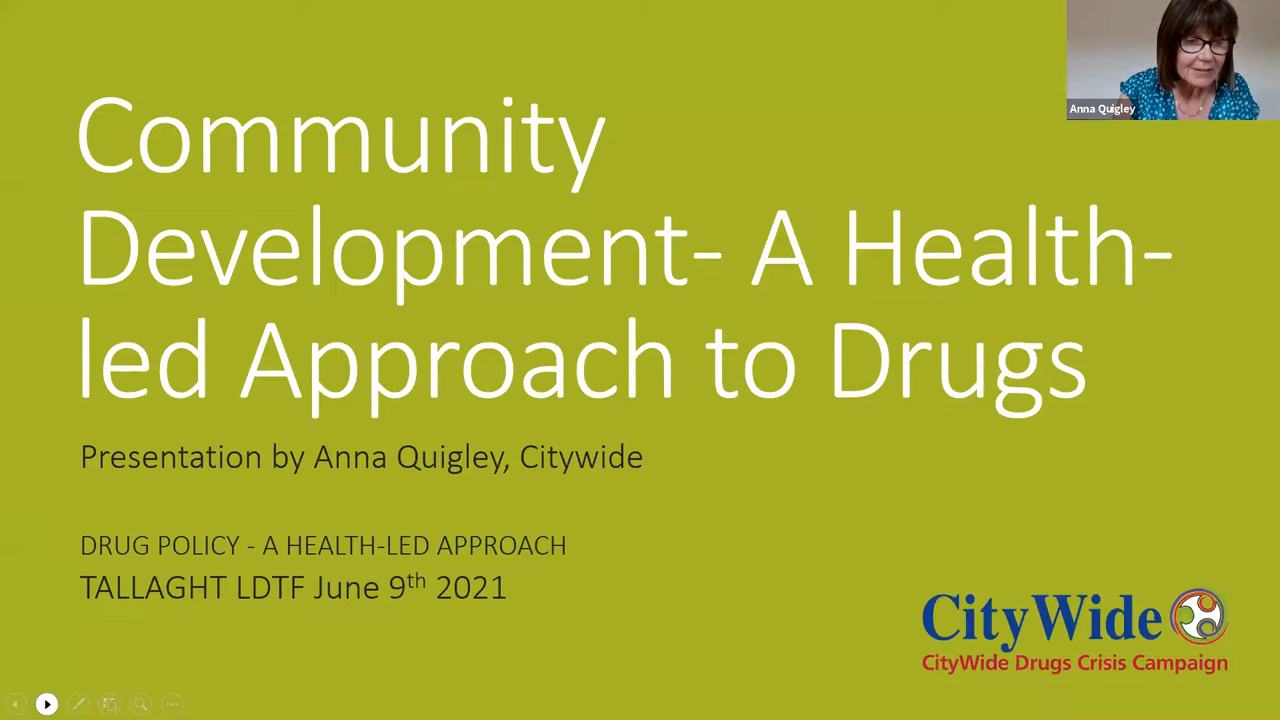 Community
Development- A Health-
led Approach to Drugs
Presentation by Anna Quigley, Citywide
DRUG POLICY - A HEALTH-LED APPROACH
TALLAGHT LDTF June 9th 2021
CityWide
CityWide Drugs Crisis Campaign
Anna Quigley